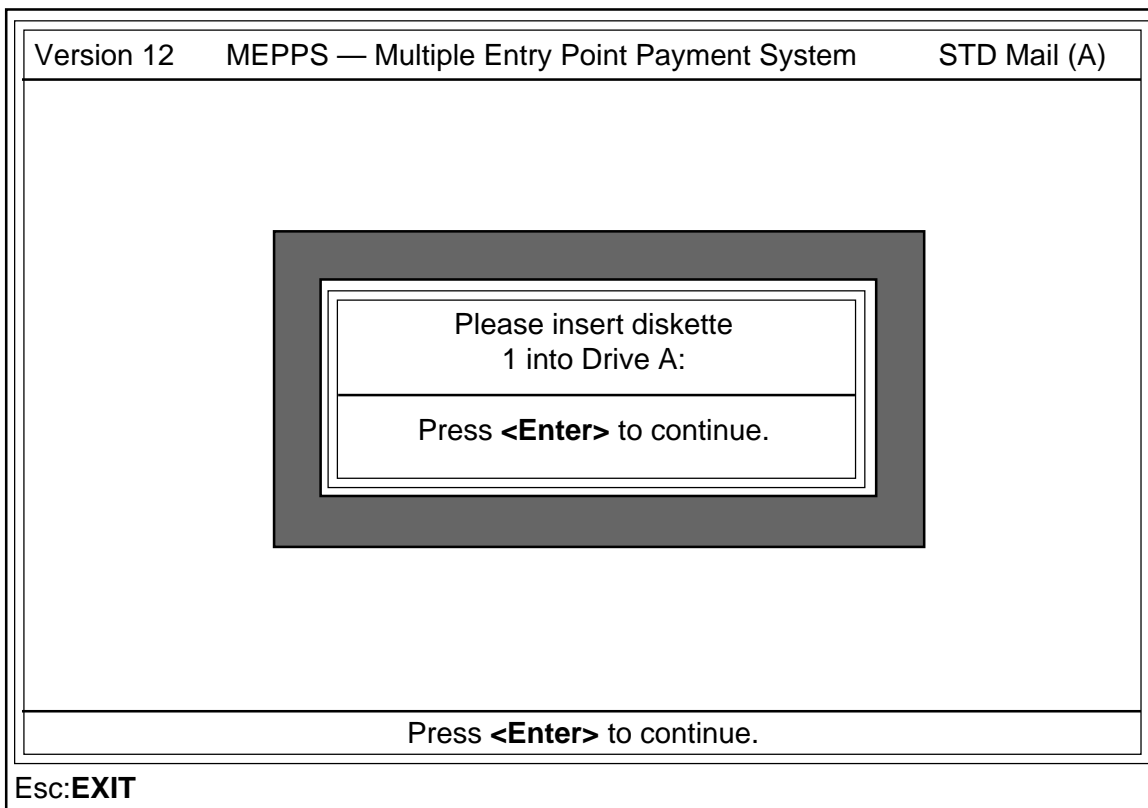 Version 12 MEPPS — Multiple Entry Point Payment System STD Mail (A)
Please insert diskette
1 into Drive A:
Press <Enter> to continue.
Press <Enter> to continue.
Esc:EXIT